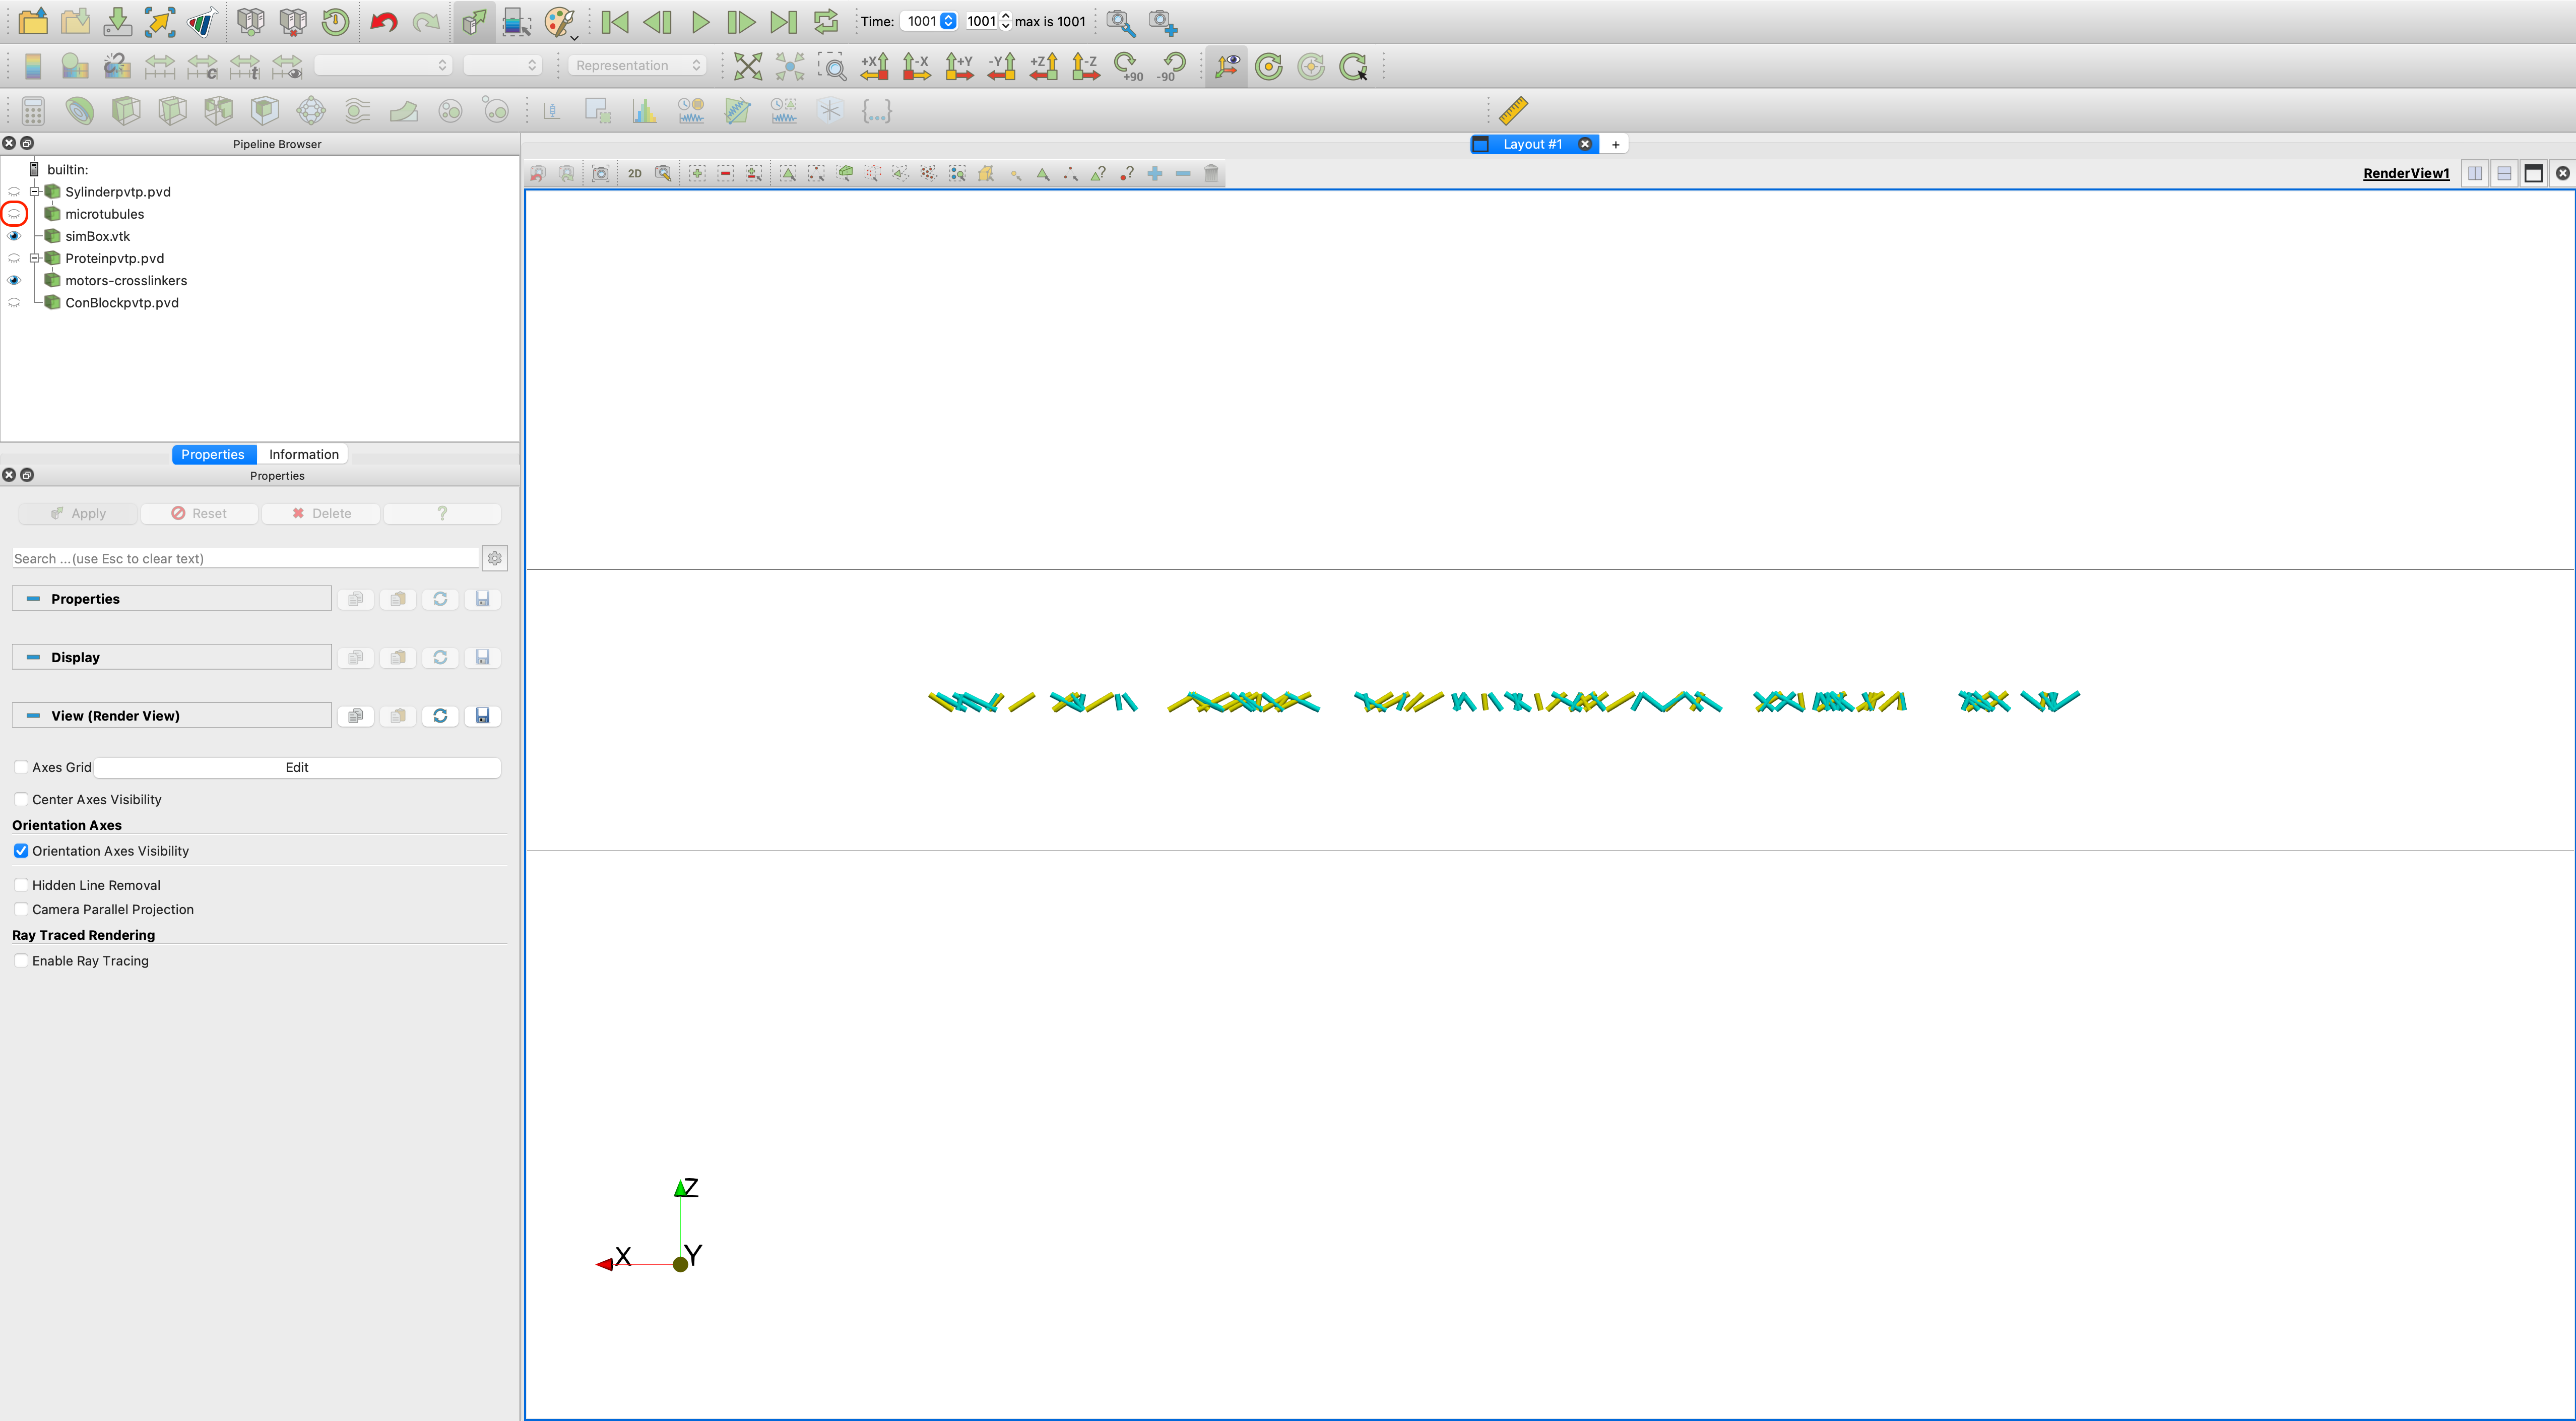 Time: 1001 1001 max is 1001
+X -X +Y -Y +Z -Z +90 -90
Representation
c t
{...}
Pipeline Browser
Layout #1 +
builtin:
2D
RenderView1
Sylinderpvtp.pvd
microtubules
simBox.vtk
Proteinpvtp.pvd
motors-crosslinkers
ConBlockpvtp.pvd
Properties Information
Properties
Apply Reset Delete ?
Search ... (use Esc to clear text)
Properties
Display
View (Render View)
Axes Grid Edit
Center Axes Visibility
Orientation Axes
Orientation Axes Visibility
Hidden Line Removal
Camera Parallel Projection
Ray Traced Rendering
Enable Ray Tracing
Z
X Y